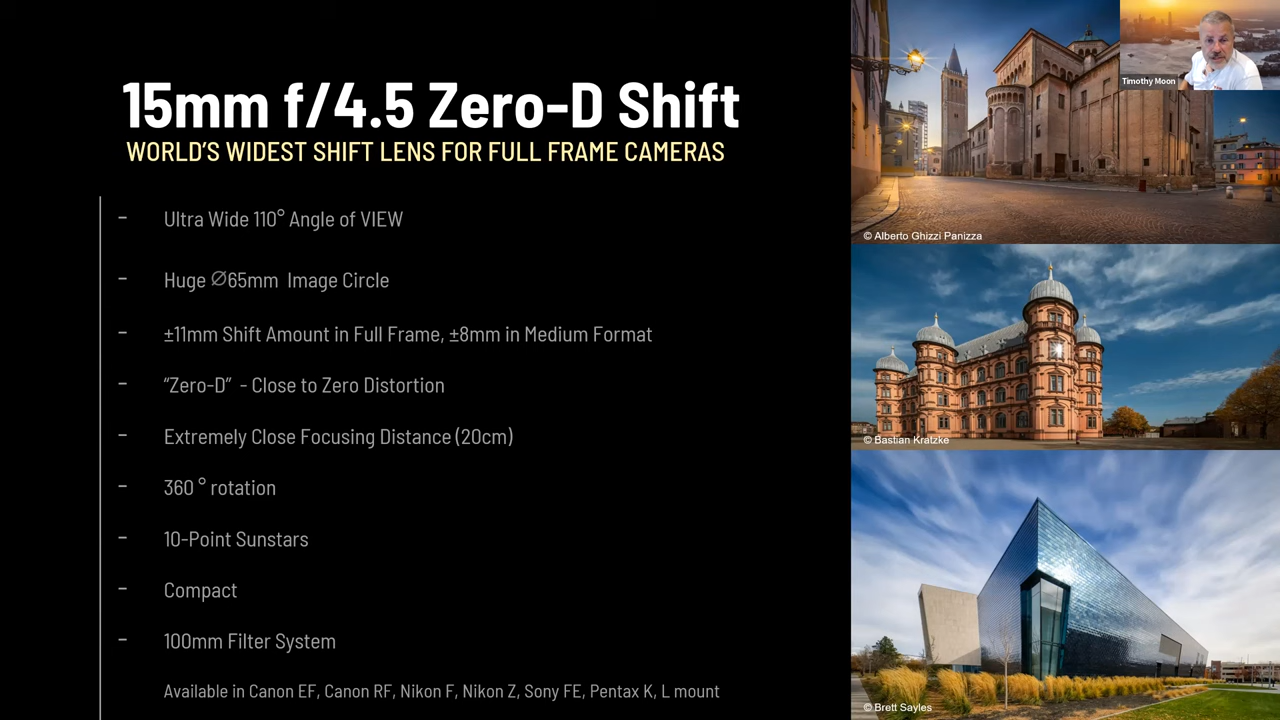 15mm f/4.5 Zero-D Shift
WORLD'S WIDEST SHIFT LENS FOR FULL FRAME CAMERAS
- Ultra Wide 110° Angle of VIEW
- Huge ∅65mm Image Circle
- ±11mm Shift Amount in Full Frame, ±8mm in Medium Format
- “Zero-D” - Close to Zero Distortion
- Extremely Close Focusing Distance (20cm)
- 360 ° rotation
- 10-Point Sunstars
- Compact
- 100mm Filter System
Available in Canon EF, Canon RF, Nikon F, Nikon Z, Sony FE, Pentax K, L mount
Timothy Moon
© Alberto Ghizzi Panizza
© Bastian Kratzke
© Brett Sayles